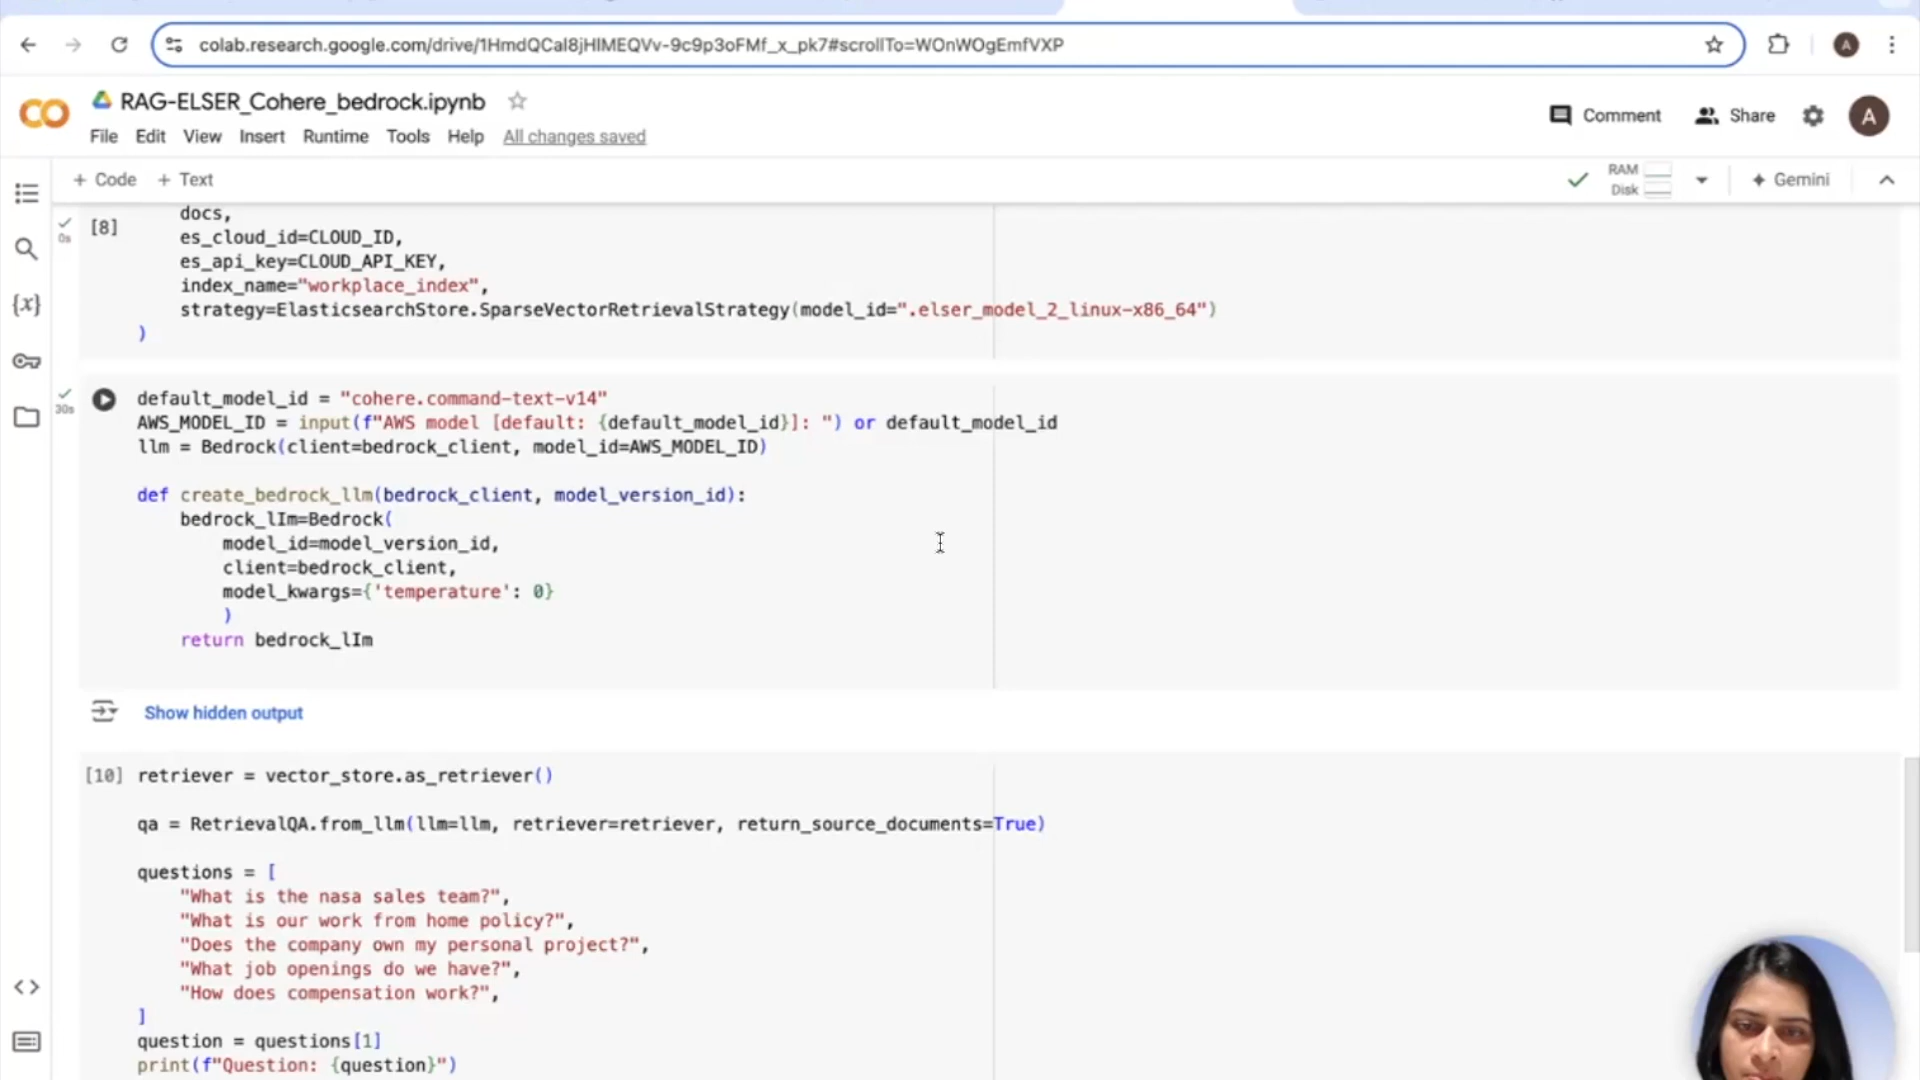 colab.research.google.com/drive/1HmdQCal8jHIMEQVv-9c9p3oFMf_x_pk7#scrollTo=WOnWOgEmfVXP
A
RAG-ELSER_Cohere_bedrock.ipynb
Comment
Share
A
File Edit View Insert Runtime Tools Help All changes saved
+ Code + Text
RAM
Disk
Gemini
[8]
0s
docs,
es_cloud_id=CLOUD_ID,
es_api_key=CLOUD_API_KEY,
index_name="workplace_index",
strategy=ElasticsearchStore.SparseVectorRetrievalStrategy(model_id=".elser_model_2_linux-x86_64")
)
30s
default_model_id = "cohere.command-text-v14"
AWS_MODEL_ID = input(f"AWS model [default: {default_model_id}]: ") or default_model_id
llm = Bedrock(client=bedrock_client, model_id=AWS_MODEL_ID)
def create_bedrock_llm(bedrock_client, model_version_id):
bedrock_lIm=Bedrock(
model_id=model_version_id,
client=bedrock_client,
model_kwargs={'temperature': 0}
)
return bedrock_lIm
Show hidden output
[10] retriever = vector_store.as_retriever()
qa = RetrievalQA.from_llm(llm=llm, retriever=retriever, return_source_documents=True)
questions = [
"What is the nasa sales team?",
"What is our work from home policy?",
"Does the company own my personal project?",
"What job openings do we have?",
"How does compensation work?",
]
question = questions[1]
print(f"Question: {question}")